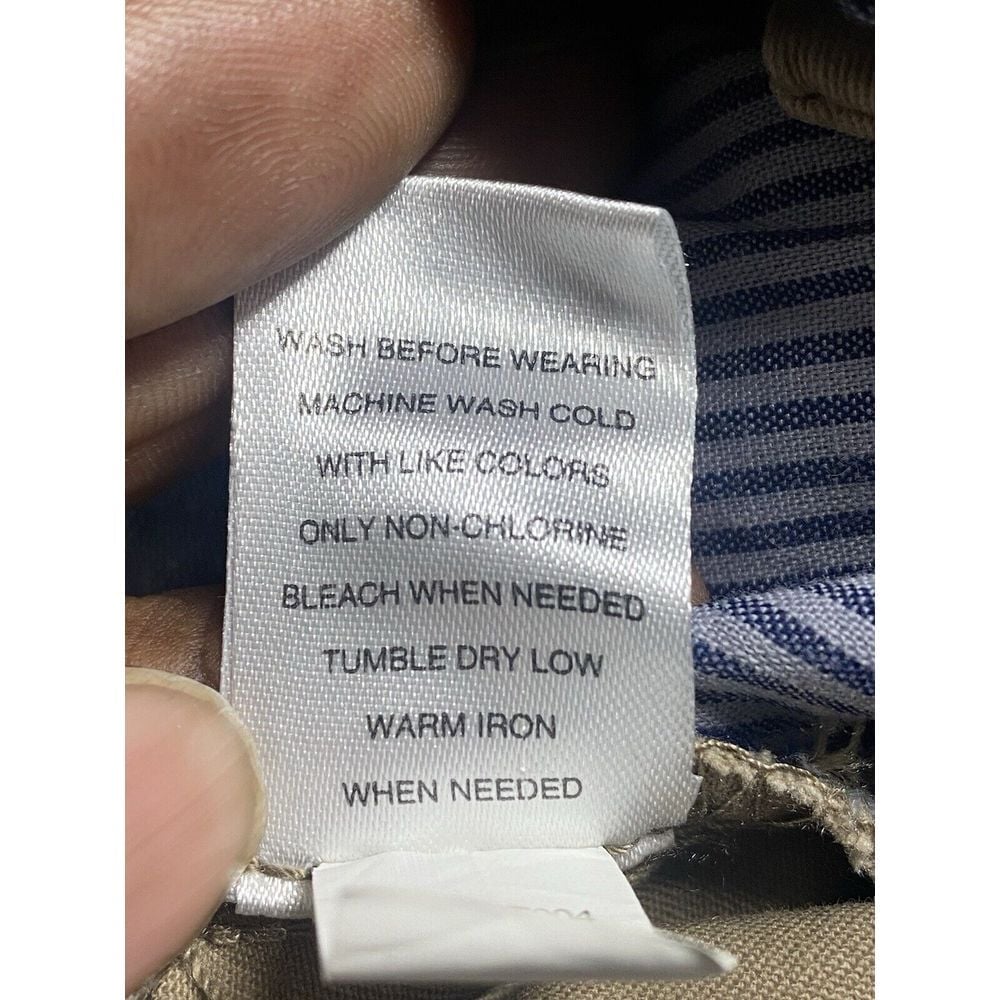 WASH BEFORE WEARING
MACHINE WASH COLD
WITH LIKE COLORS
ONLY NON-CHLORINE
BLEACH WHEN NEEDED
TUMBLE DRY LOW
WARM IRON
WHEN NEEDED